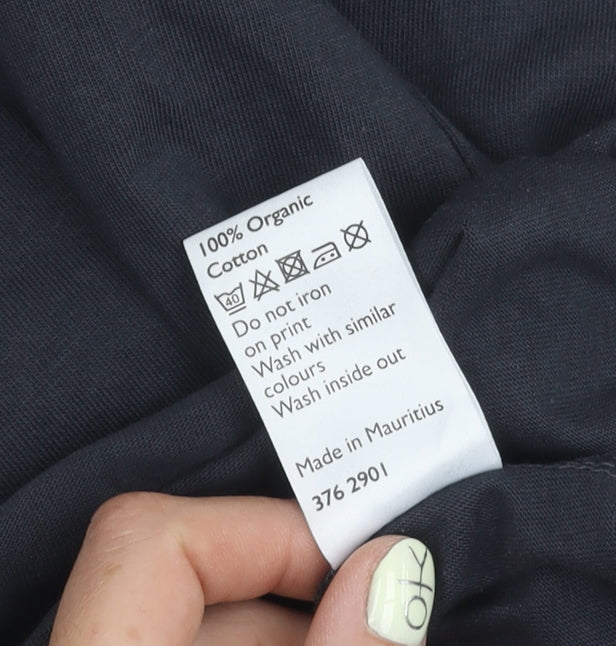 100% Organic
Cotton
40
Do not iron
on print
Wash with similar
colours
Wash inside out
Made in Mauritius
376 2901
OK